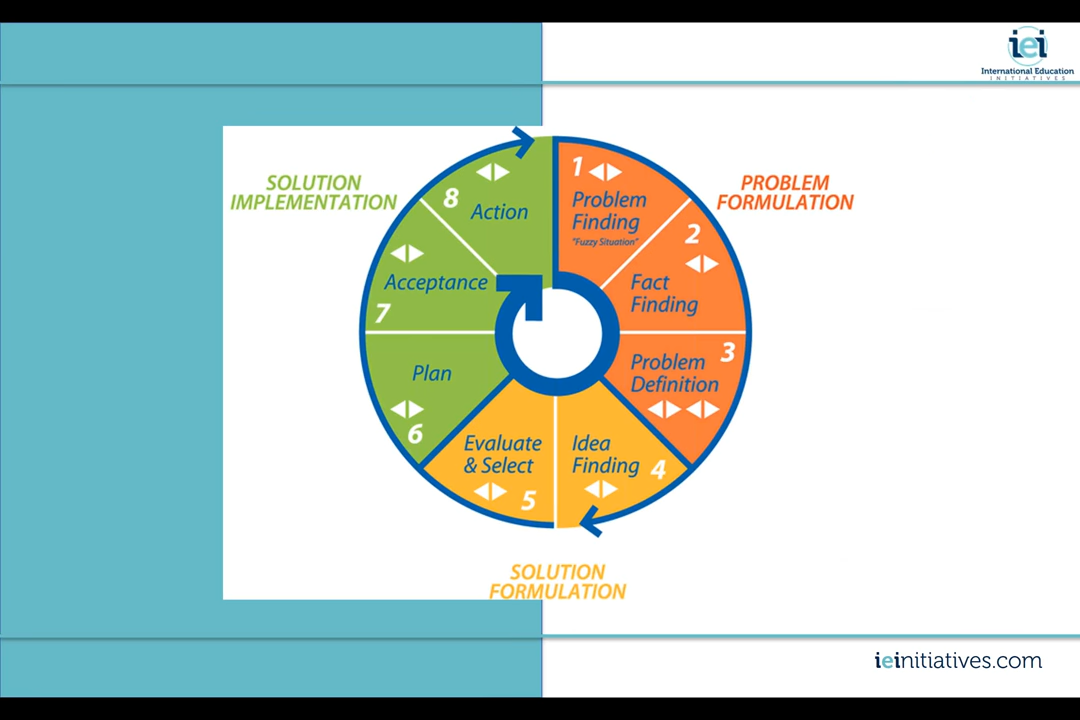 iei
International Education
INITIATIVES
SOLUTION
IMPLEMENTATION
PROBLEM
FORMULATION
1
Problem
Finding
"Fuzzy Situation"
2
Fact
Finding
3
Problem
Definition
Idea
Finding
4
Evaluate
& Select
5
Plan
6
Acceptance
7
8
Action
SOLUTION
FORMULATION
ieinitiatives.com